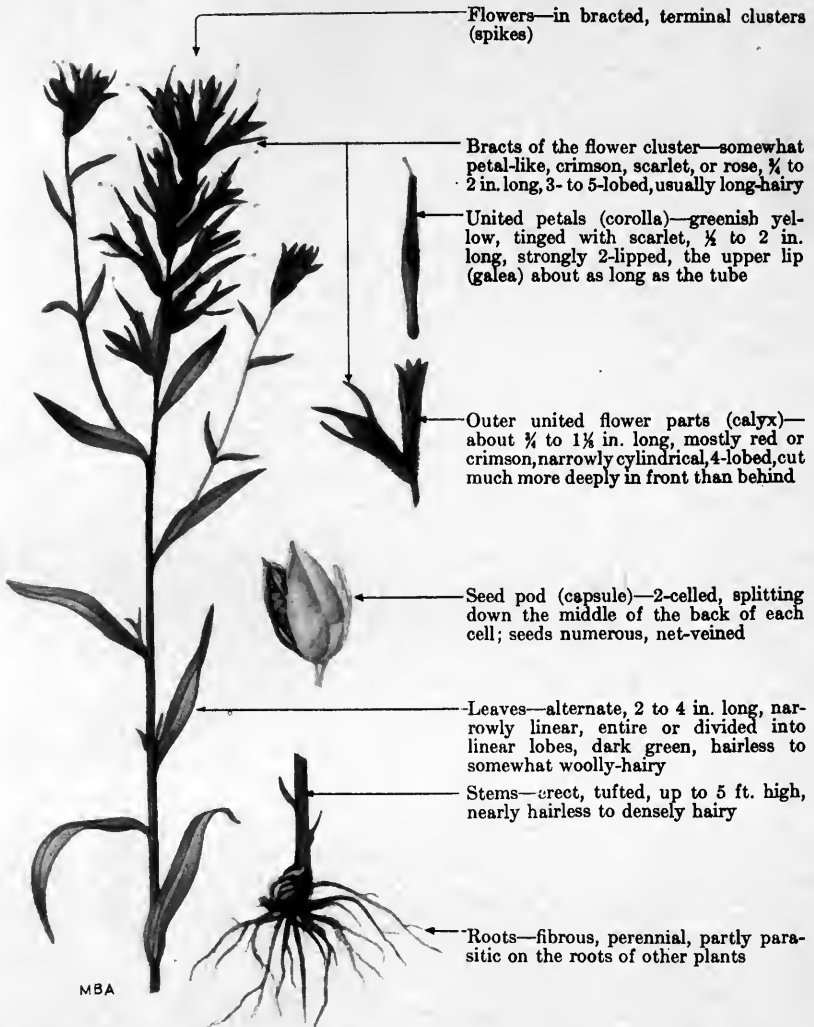 Flowers—in bracted, terminal clusters
(spikes)
Bracts of the flower cluster—somewhat
petal-like, crimson, scarlet, or rose, ¾ to
2 in. long, 3- to 5-lobed, usually long-hairy
United petals (corolla)—greenish yel-
low, tinged with scarlet, ½ to 2 in.
long, strongly 2-lipped, the upper lip
(galea) about as long as the tube
Outer united flower parts (calyx)—
about ¾ to 1⅛ in. long, mostly red or
crimson, narrowly cylindrical, 4-lobed, cut
much more deeply in front than behind
Seed pod (capsule)—2-celled, splitting
down the middle of the back of each
cell; seeds numerous, net-veined
Leaves—alternate, 2 to 4 in. long, nar-
rowly linear, entire or divided into
linear lobes, dark green, hairless to
somewhat woolly-hairy
Stems—erect, tufted, up to 5 ft. high,
nearly hairless to densely hairy
Roots—fibrous, perennial, partly para-
sitic on the roots of other plants
MBA